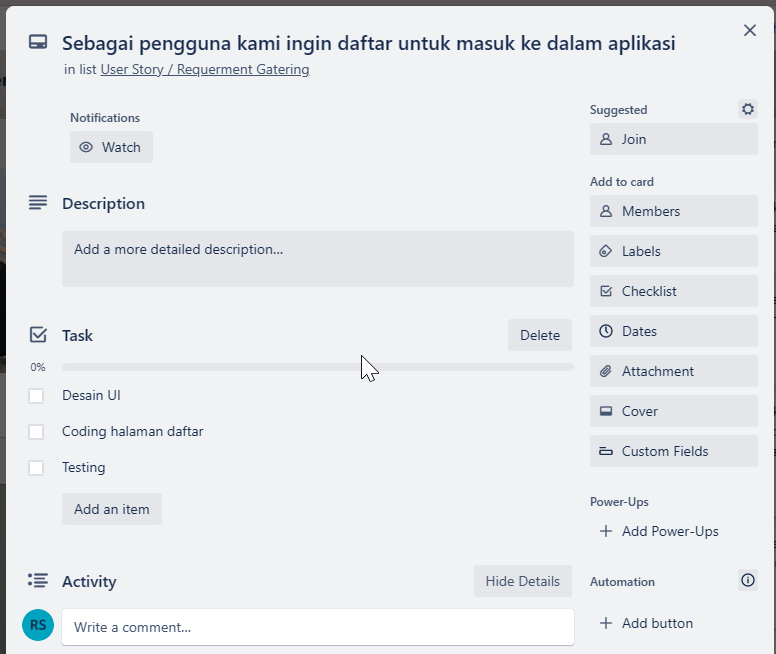 Sebagai pengguna kami ingin daftar untuk masuk ke dalam aplikasi
in list User Story / Requerment Gatering
Notifications
Watch
Description
Add a more detailed description...
Task
Delete
0%
Desain UI
Coding halaman daftar
Testing
Add an item
Activity
Hide Details
RS
Write a comment...
Suggested
Join
Add to card
Members
Labels
Checklist
Dates
Attachment
Cover
Custom Fields
Power-Ups
Add Power-Ups
Automation
Add button